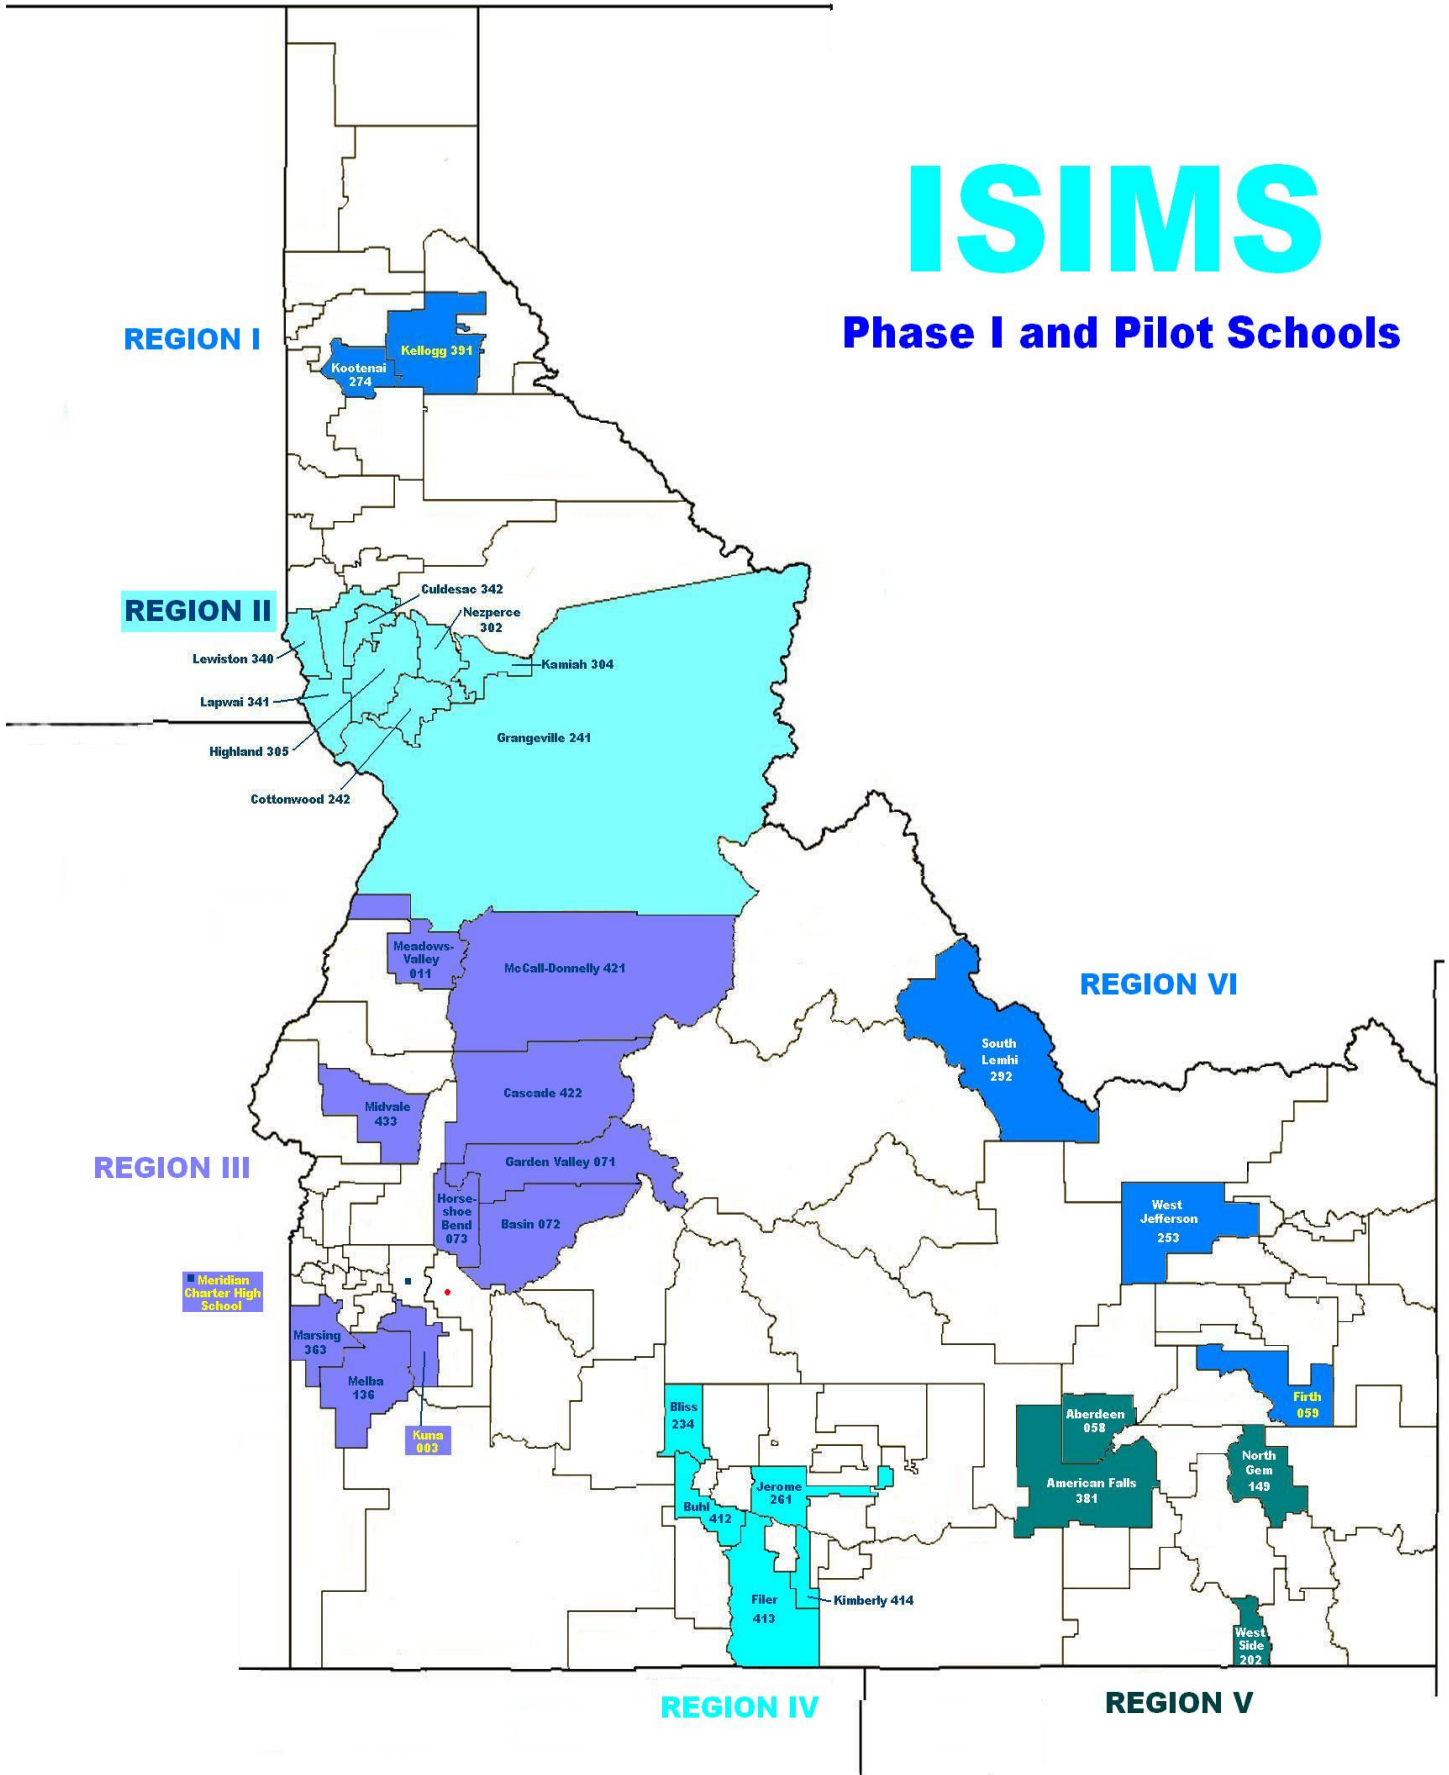 ISIMS
Phase I and Pilot Schools
REGION I
Kellogg 391
Kootenai
274
REGION II
Culdesac 342
Nezperce
302
Lewiston 340
Kamiah 304
Lapwai 341
Grangeville 241
Highland 305
Cottonwood 242
Meadows-
Valley
011
McCall-Donnelly 421
REGION VI
South
Lemhi
292
Cascade 422
Midvale
433
REGION III
Garden Valley 071
Horse-
shoe
Bend
073
Basin 072
West
Jefferson
253
Meridian
Charter High
School
Marsing
363
Melba
136
Kuna
003
Bliss
234
Firth
059
Aberdeen
058
North
Gem
149
American Falls
381
Jerome
261
Buhl
412
Filer
413
Kimberly 414
West
Side
202
REGION IV
REGION V